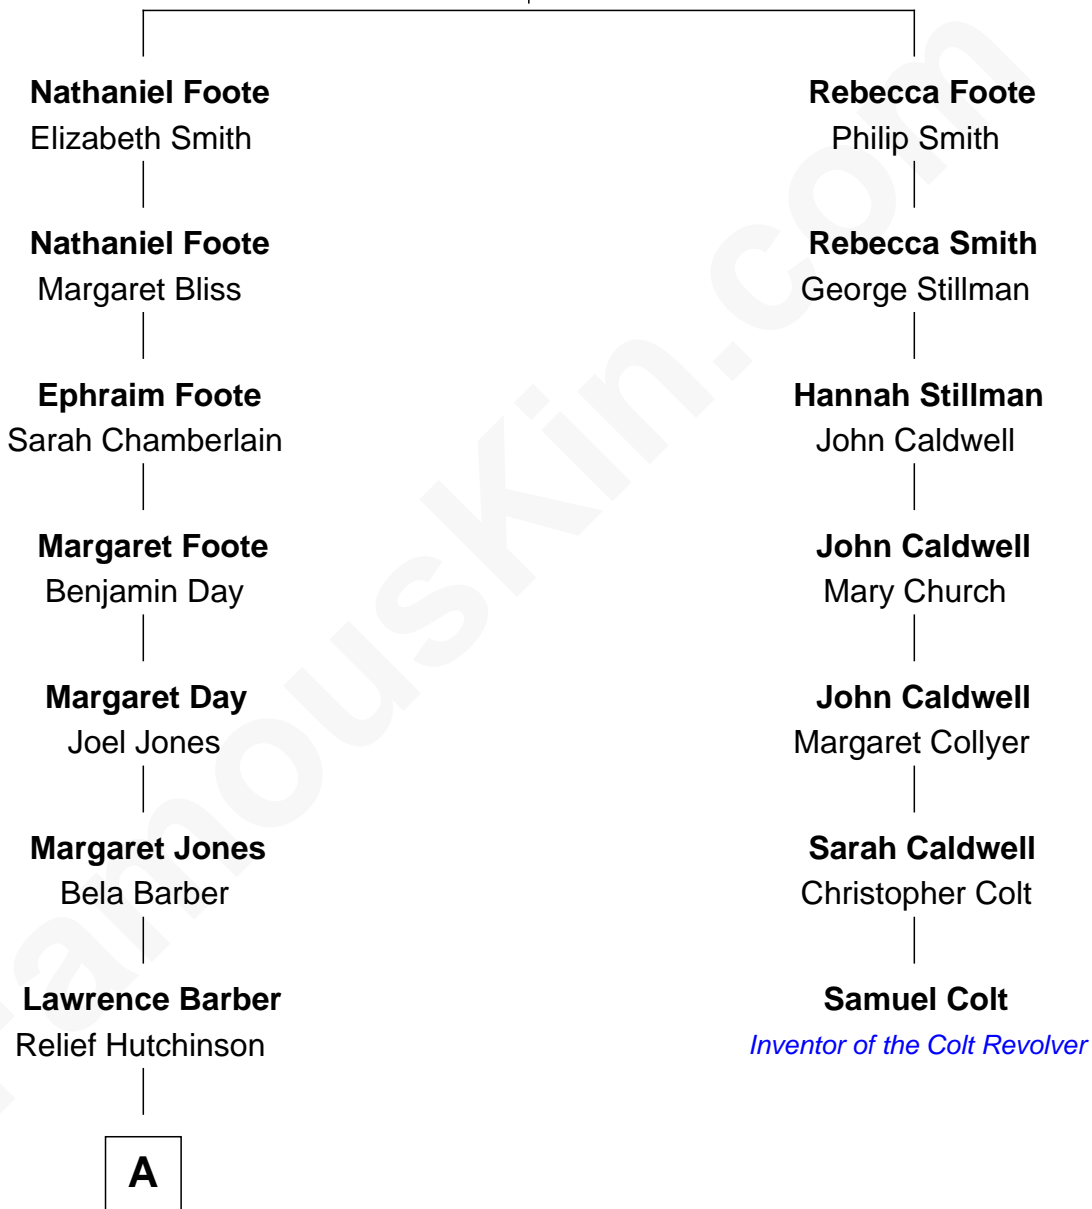 Nathaniel Foote
Elizabeth Smith
Nathaniel Foote
Margaret Bliss
Ephraim Foote
Sarah Chamberlain
Margaret Foote
Benjamin Day
Margaret Day
Joel Jones
Margaret Jones
Bela Barber
Lawrence Barber
Relief Hutchinson
A
Rebecca Foote
Philip Smith
Rebecca Smith
George Stillman
Hannah Stillman
John Caldwell
John Caldwell
Mary Church
John Caldwell
Margaret Collyer
Sarah Caldwell
Christopher Colt
Samuel Colt
Inventor of the Colt Revolver
FamousKin.com